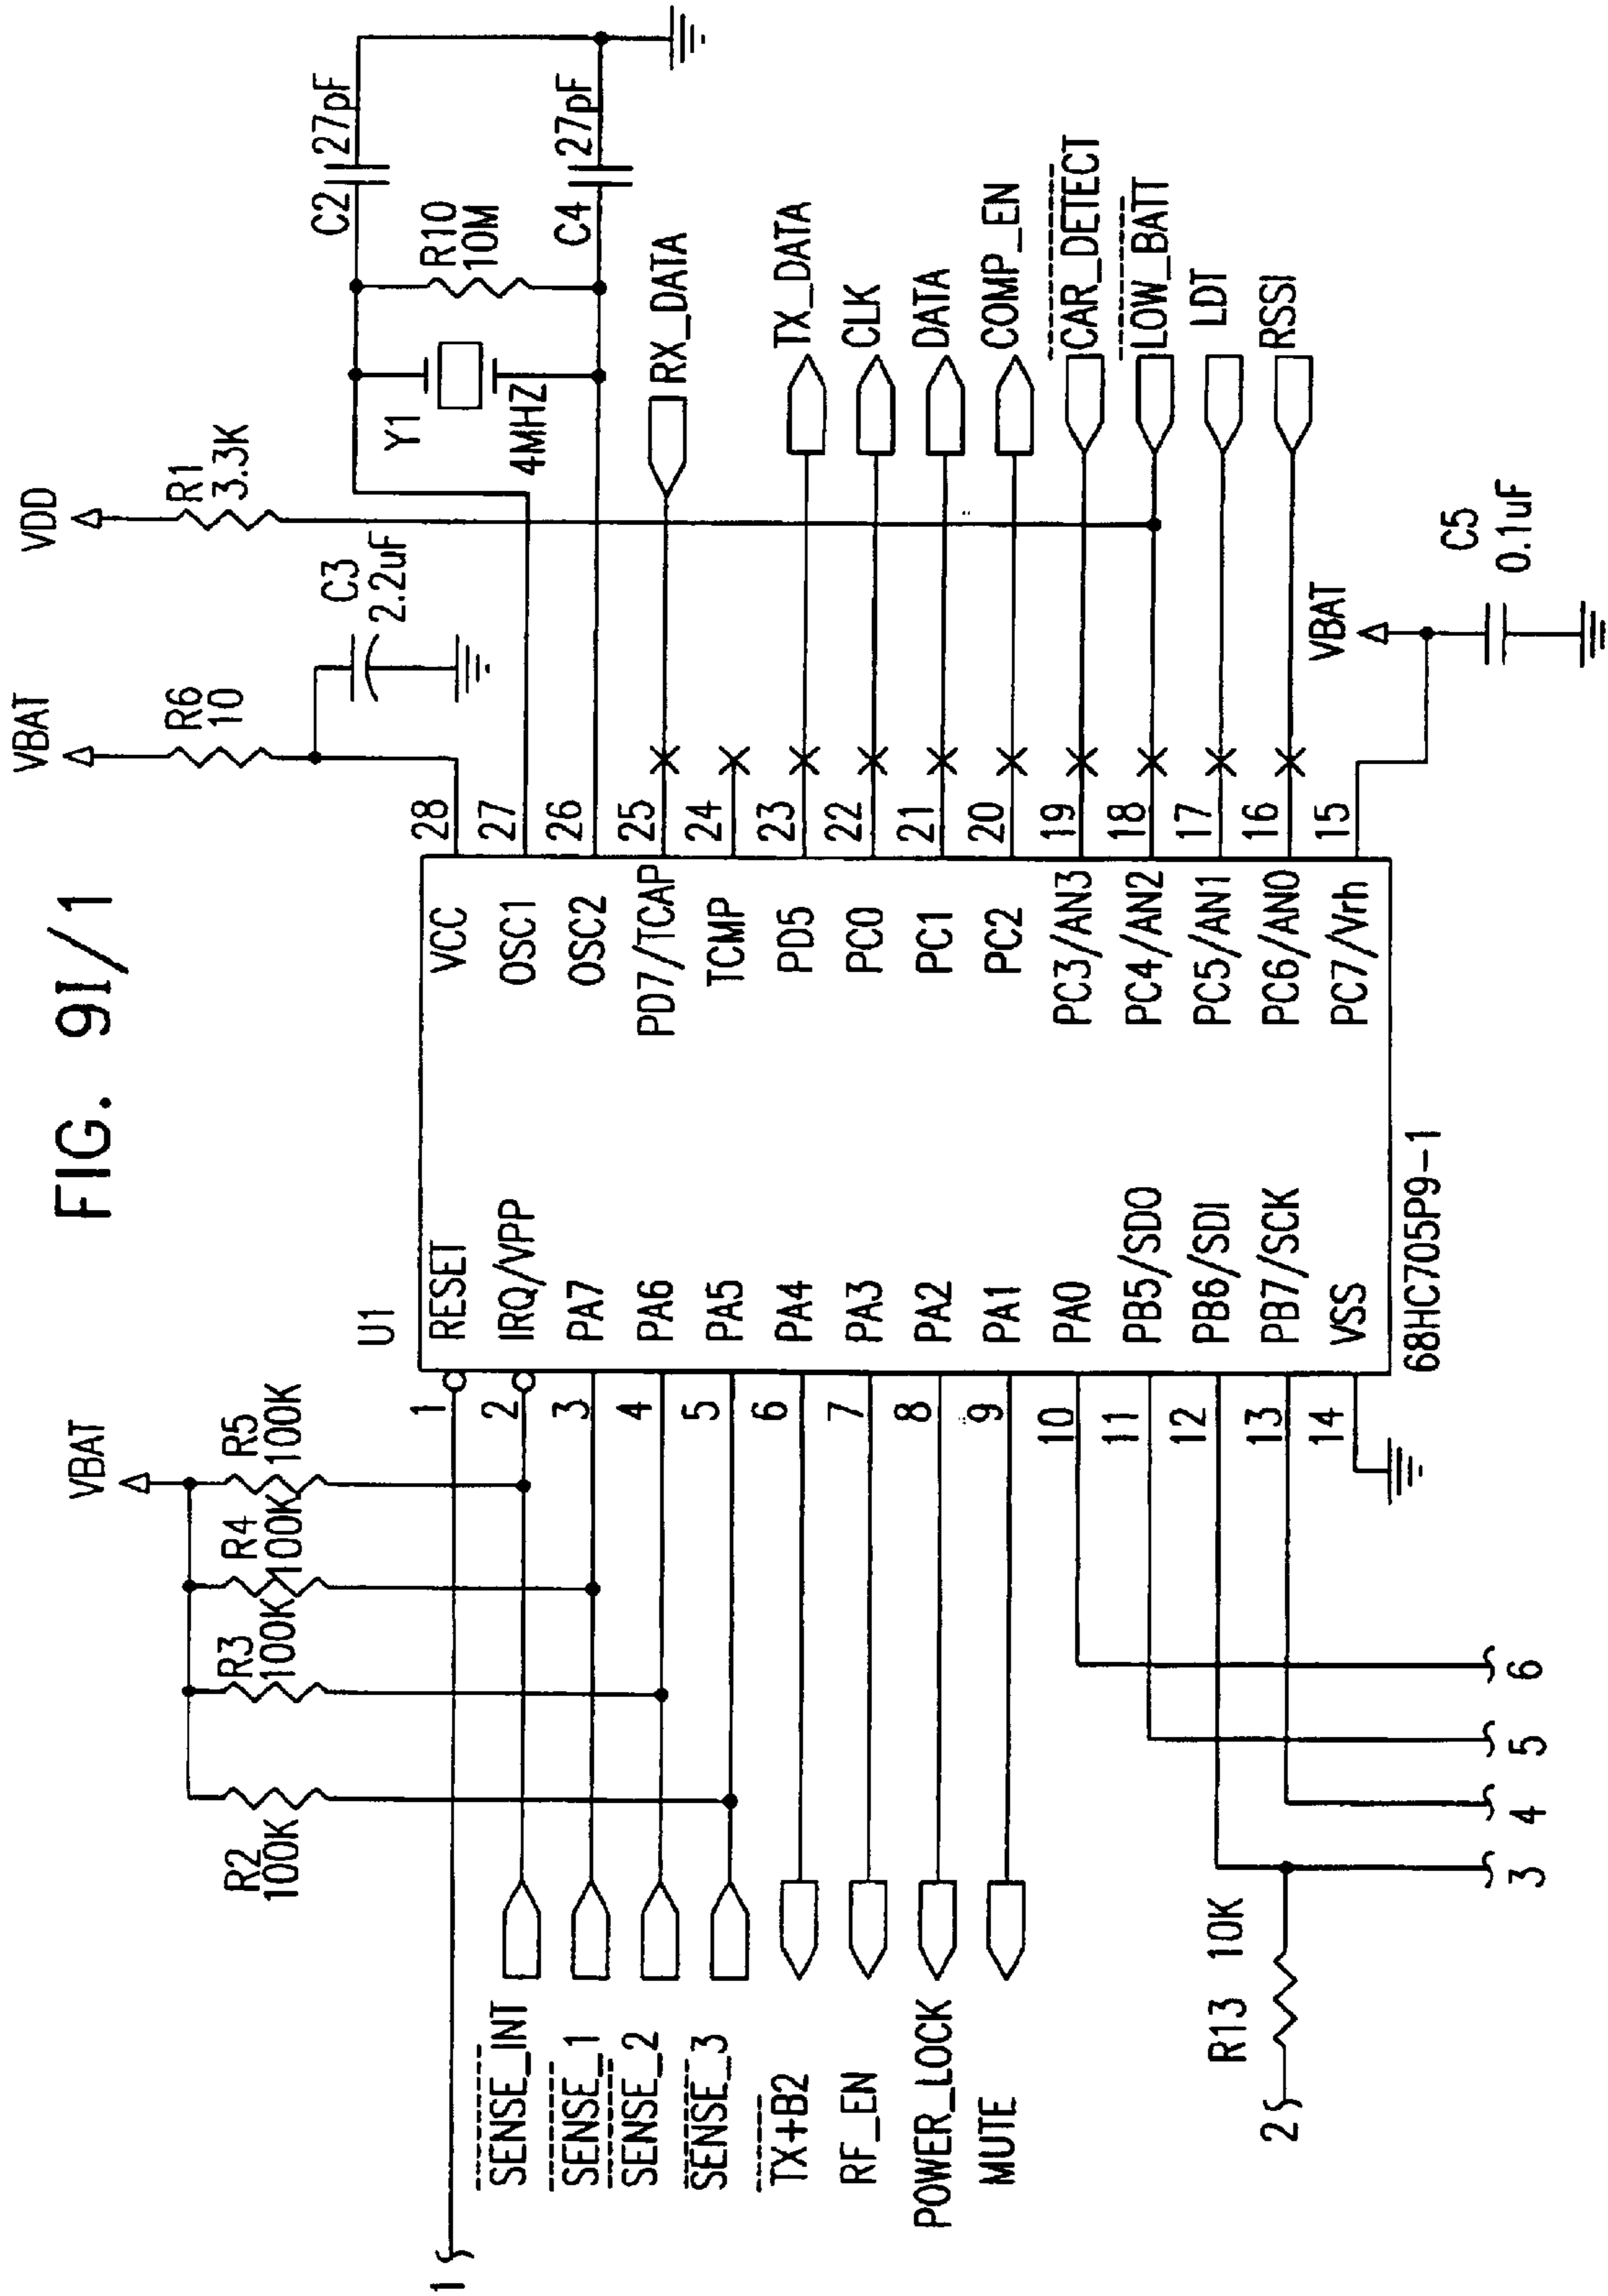 FIG. 9I/1
VBAT
R2
100K
R3
100K
R4
100K
R5
100K
VBAT
R6
10
C3
2.2uF
VDD
R1
3.3K
Y1
4MHZ
R10
10M
C2
27pF
C4
27pF
U1
1
1
RESET
SENSE_INT
2
IRQ/VPP
SENSE_1
3
PA7
SENSE_2
4
PA6
SENSE_3
5
PA5
TX+B2
6
PA4
RF_EN
7
PA3
POWER_LOCK
8
PA2
MUTE
9
PA1
10
PA0
11
PB5/SDO
12
PB6/SDI
13
PB7/SCK
14
VSS
VCC
28
OSC1
27
OSC2
26
PD7/TCAP
25
RX_DATA
TCMP
24
PD5
23
TX_DATA
PC0
22
CLK
PC1
21
DATA
PC2
20
COMP_EN
PC3/AN3
19
CAR_DETECT
PC4/AN2
18
LOW_BATT
PC5/AN1
17
LDT
PC6/AN0
16
RSSI
PC7/Vrh
15
68HC705P9-1
VBAT
C5
0.1uF
R13 10K
2
3
4
5
6